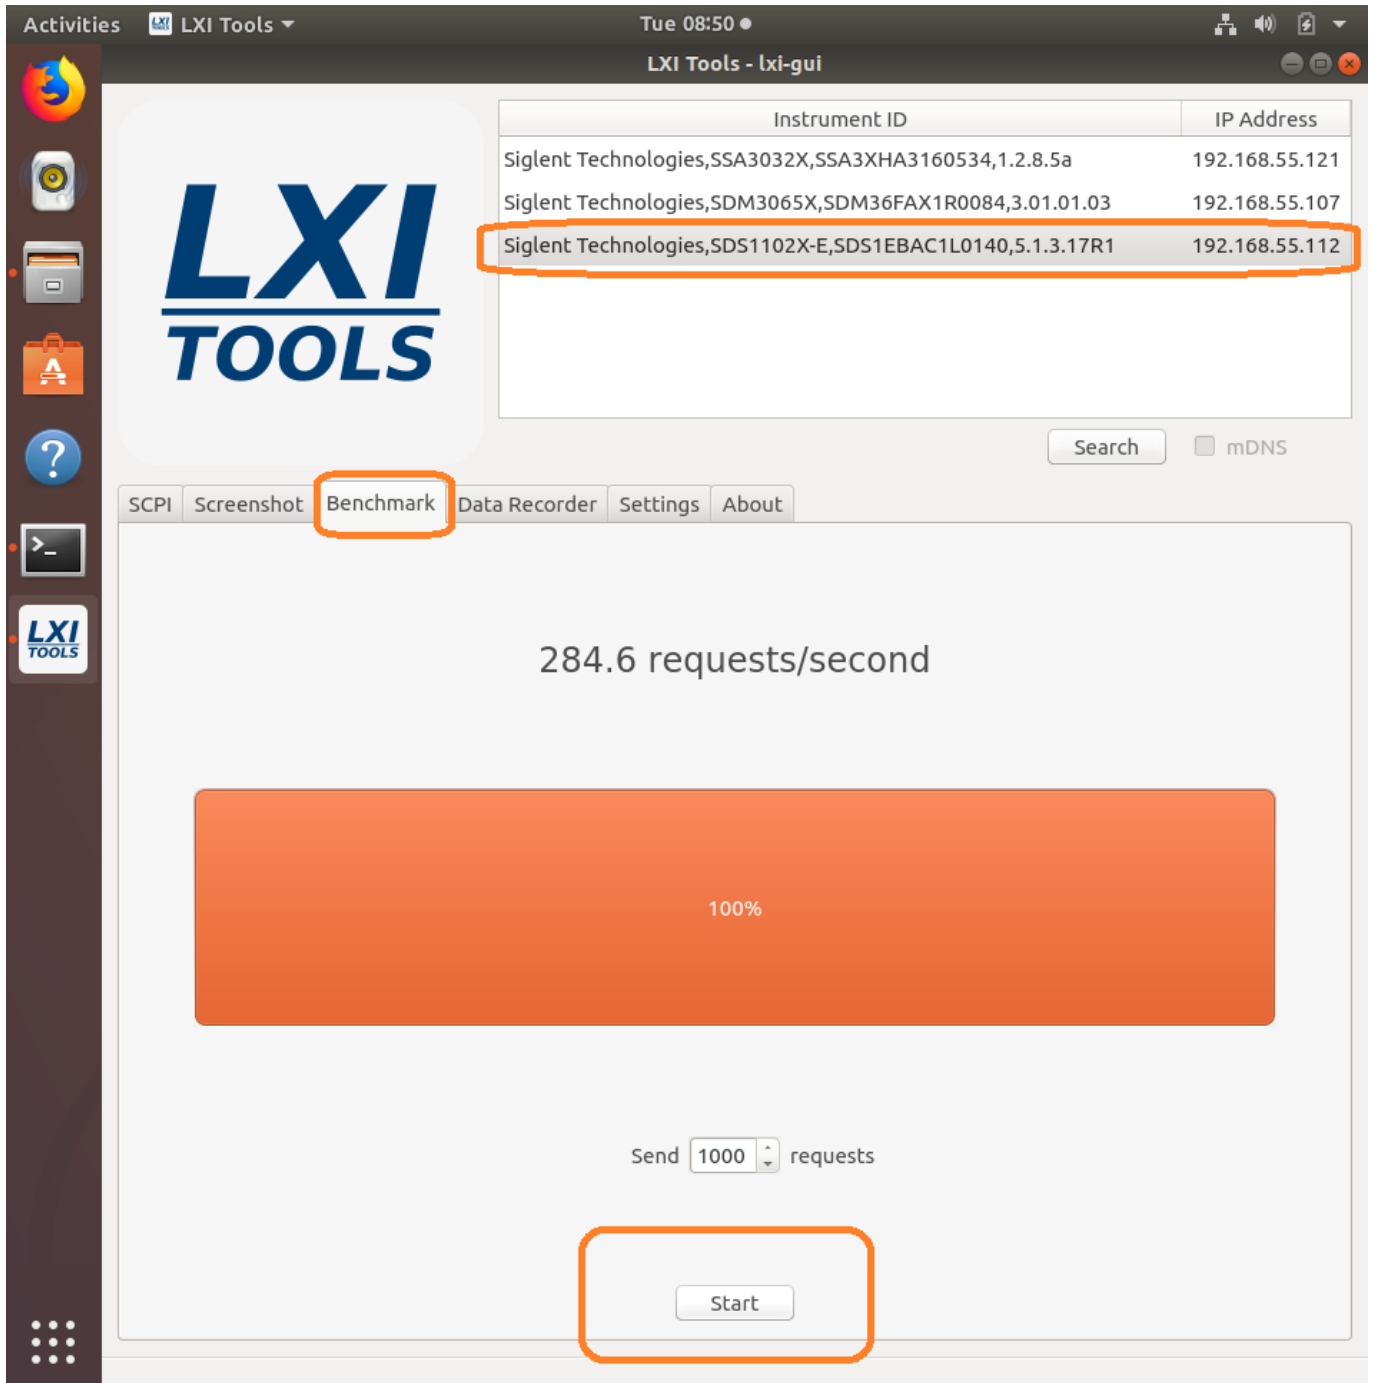 Activities LXI Tools Tue 08:50
LXI Tools - lxi-gui
LXI
TOOLS
Instrument ID IP Address
Siglent Technologies,SSA3032X,SSA3XHA3160534,1.2.8.5a 192.168.55.121
Siglent Technologies,SDM3065X,SDM36FAX1R0084,3.01.01.03 192.168.55.107
Siglent Technologies,SDS1102X-E,SDS1EBAC1L0140,5.1.3.17R1 192.168.55.112
Search mDNS
SCPI Screenshot Benchmark Data Recorder Settings About
LXI
TOOLS
284.6 requests/second
100%
Send 1000 requests
Start